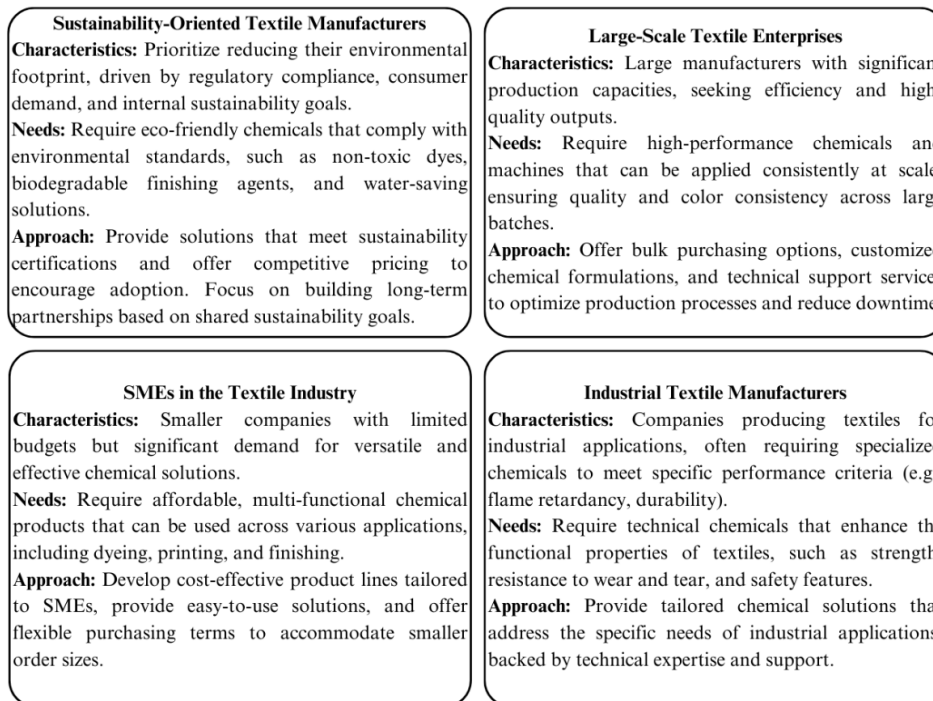 Sustainability-Oriented Textile Manufacturers
Characteristics: Prioritize reducing their environmental
footprint, driven by regulatory compliance, consumer
demand, and internal sustainability goals.
Needs: Require eco-friendly chemicals that comply with
environmental standards, such as non-toxic dyes,
biodegradable finishing agents, and water-saving
solutions.
Approach: Provide solutions that meet sustainability
certifications and offer competitive pricing to
encourage adoption. Focus on building long-term
partnerships based on shared sustainability goals.
Large-Scale Textile Enterprises
Characteristics: Large manufacturers with significan
production capacities, seeking efficiency and high
quality outputs.
Needs: Require high-performance chemicals an
machines that can be applied consistently at scale
ensuring quality and color consistency across larg
batches.
Approach: Offer bulk purchasing options, customize
chemical formulations, and technical support service
to optimize production processes and reduce downtime
SMEs in the Textile Industry
Characteristics: Smaller companies with limited
budgets but significant demand for versatile and
effective chemical solutions.
Needs: Require affordable, multi-functional chemical
products that can be used across various applications,
including dyeing, printing, and finishing.
Approach: Develop cost-effective product lines tailored
to SMEs, provide easy-to-use solutions, and offer
flexible purchasing terms to accommodate smaller
order sizes.
Industrial Textile Manufacturers
Characteristics: Companies producing textiles fo
industrial applications, often requiring specialize
chemicals to meet specific performance criteria (e.g
flame retardancy, durability).
Needs: Require technical chemicals that enhance th
functional properties of textiles, such as strength
resistance to wear and tear, and safety features.
Approach: Provide tailored chemical solutions tha
address the specific needs of industrial applications
backed by technical expertise and support.